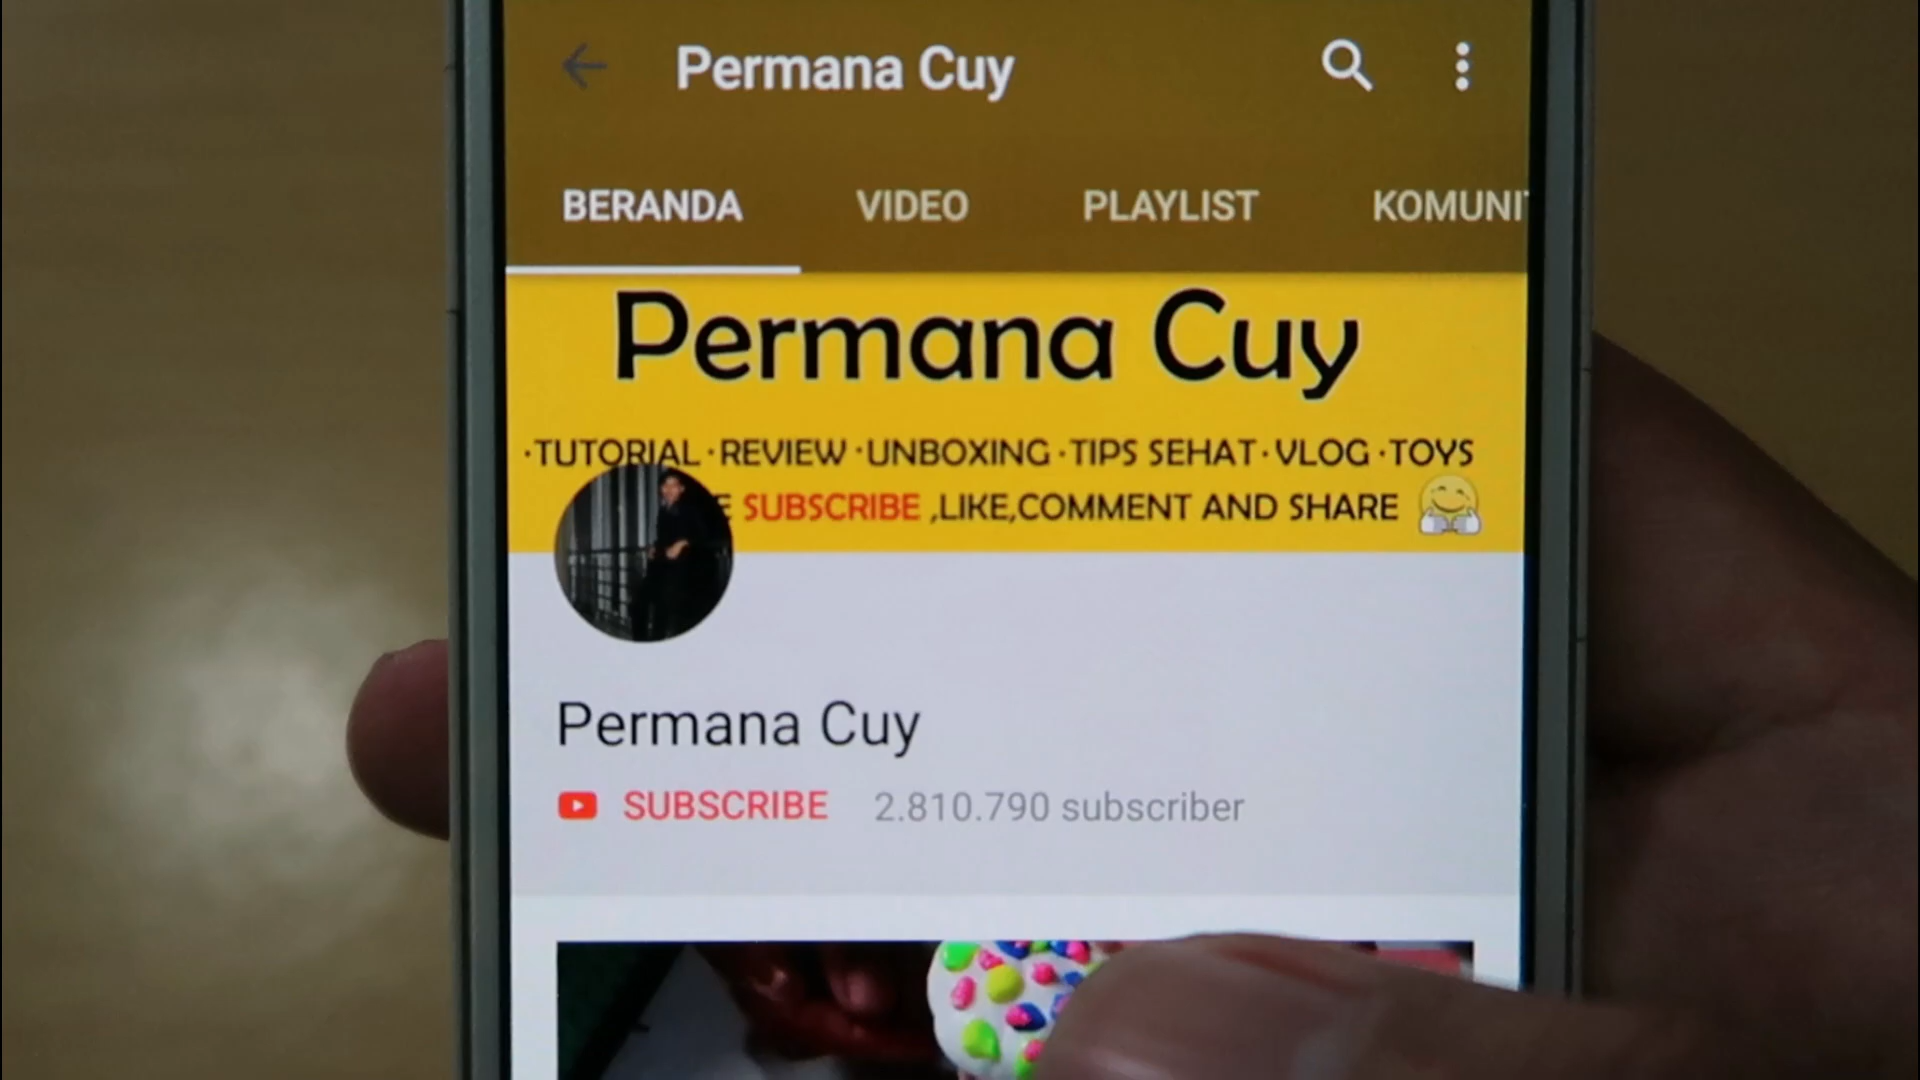 Permana Cuy
BERANDA VIDEO PLAYLIST KOMUNIT
Permana Cuy
·TUTORIAL ·REVIEW ·UNBOXING ·TIPS SEHAT· VLOG ·TOYS
SUBSCRIBE ,LIKE,COMMENT AND SHARE
Permana Cuy
SUBSCRIBE 2.810.790 subscriber